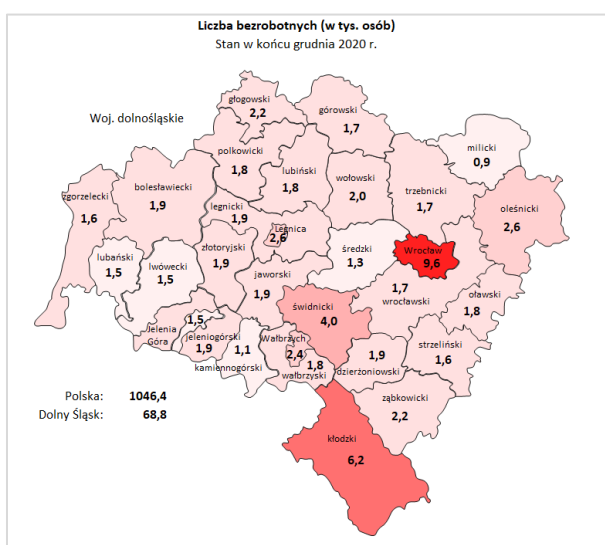 Liczba bezrobotnych (w tys. osób)
Stan w końcu grudnia 2020 r.
Woj. dolnośląskie
głogowski
2,2
górowski
1,7
milicki
0,9
polkowicki
1,8
lubiński
1,8
wołowski
2,0
trzebnicki
1,7
oleśnicki
2,6
zgorzelecki
1,6
bolesławiecki
1,9
legnicki
1,9
Legnica
2,6
lubański
1,5
lwówecki
1,5
złotoryjski
1,9
średzki
1,3
Wrocław
9,6
jaworski
1,9
1,7
wrocławski
oławski
1,8
świdnicki
4,0
Jelenia
Góra
1,5
jeleniogórski
1,9
1,1
kamiennogórski
Wałbrzych
2,4
1,8
wałbrzyski
1,9
dzierżoniowski
strzeliński
1,6
ząbkowicki
2,2
kłodzki
6,2
Polska: 1046,4
Dolny Śląsk: 68,8